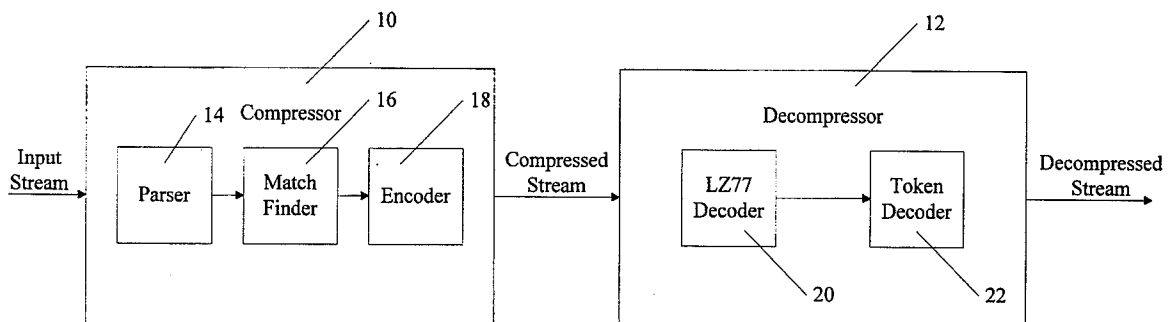 10
12
Compressor
14
16
18
Decompressor
Input
Stream
Parser
Match
Finder
Encoder
Compressed
Stream
LZ77
Decoder
Token
Decoder
Decompressed
Stream
20
22